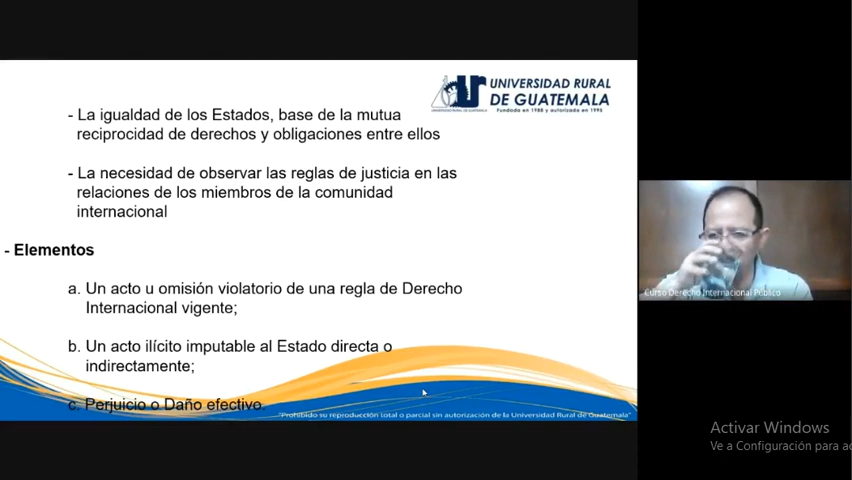 UNIVERSIDAD RURAL
DE GUATEMALA
Fundada en 1988 y autorizada en 1995
- La igualdad de los Estados, base de la mutua
reciprocidad de derechos y obligaciones entre ellos
- La necesidad de observar las reglas de justicia en las
relaciones de los miembros de la comunidad
internacional
- Elementos
a. Un acto u omisión violatorio de una regla de Derecho
Internacional vigente;
b. Un acto ilícito imputable al Estado directa o
indirectamente;
c. Perjuicio o Daño efectivo.
"Prohibido su reproducción total o parcial sin autorización de la Universidad Rural de Guatemala"
Curso Derecho Internacional Público
Activar Windows
Ve a Configuración para ac